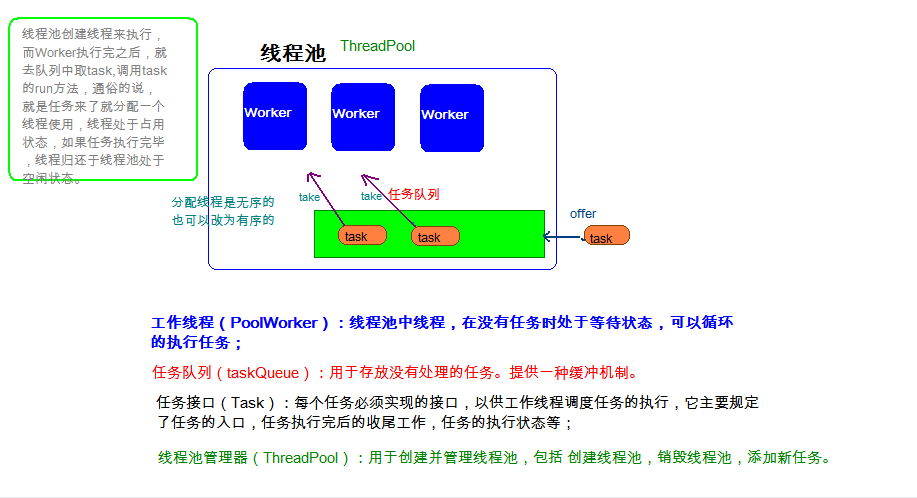 线程池创建线程来执行，
而Worker执行完之后，就
去队列中取task,调用task
的run方法，通俗的说，
就是任务来了就分配一个
线程使用，线程处于占用
状态，如果任务执行完毕
，线程归还于线程池处于
空闲状态。
线程池 ThreadPool
Worker Worker Worker
分配线程是无序的
也可以改为有序的
take take 任务队列
task task
offer
task
工作线程（PoolWorker）：线程池中线程，在没有任务时处于等待状态，可以循环
的执行任务；
任务队列（taskQueue）：用于存放没有处理的任务。提供一种缓冲机制。
任务接口（Task）：每个任务必须实现的接口，以供工作线程调度任务的执行，它主要规定
了任务的入口，任务执行完后的收尾工作，任务的执行状态等；
线程池管理器（ThreadPool）：用于创建并管理线程池，包括 创建线程池，销毁线程池，添加新任务。